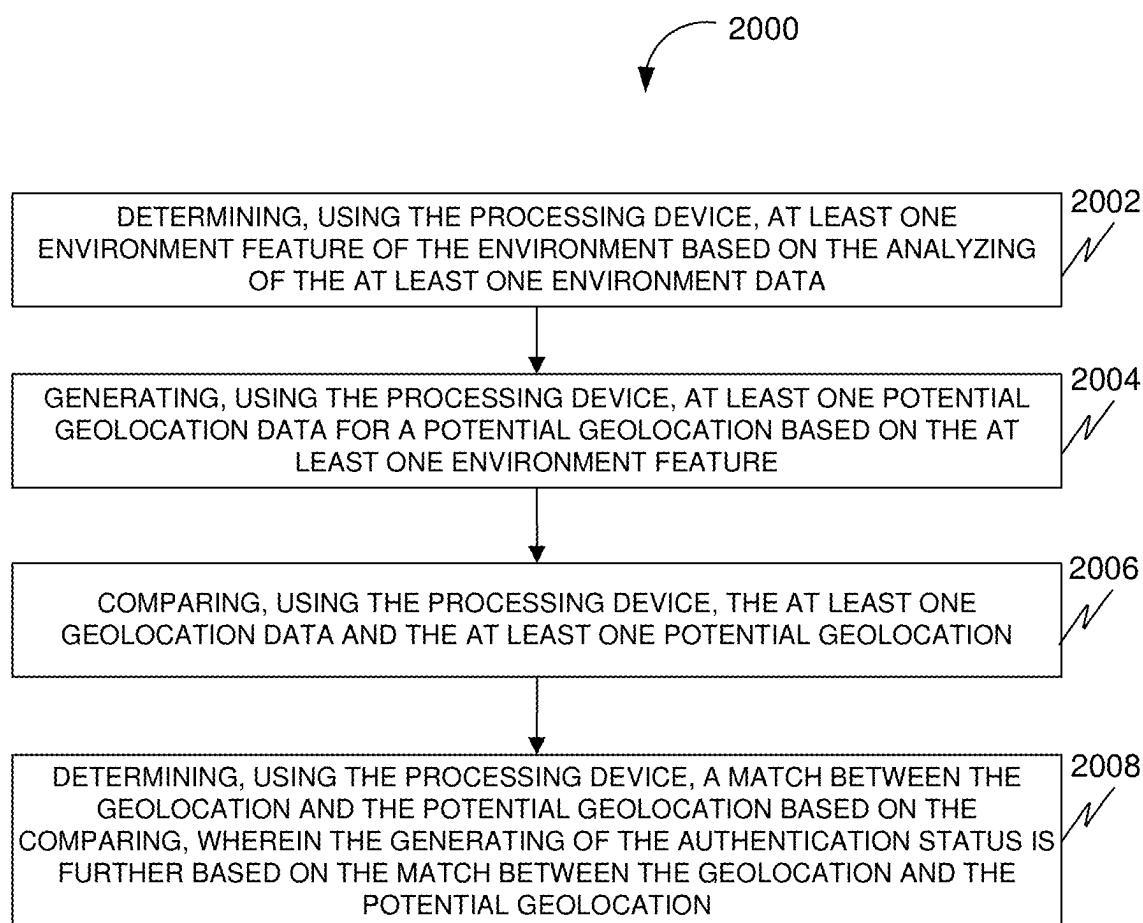 2000
2002
DETERMINING, USING THE PROCESSING DEVICE, AT LEAST ONE
ENVIRONMENT FEATURE OF THE ENVIRONMENT BASED ON THE ANALYZING
OF THE AT LEAST ONE ENVIRONMENT DATA
2004
GENERATING, USING THE PROCESSING DEVICE, AT LEAST ONE POTENTIAL
GEOLOCATION DATA FOR A POTENTIAL GEOLOCATION BASED ON THE AT
LEAST ONE ENVIRONMENT FEATURE
2006
COMPARING, USING THE PROCESSING DEVICE, THE AT LEAST ONE
GEOLOCATION DATA AND THE AT LEAST ONE POTENTIAL GEOLOCATION
2008
DETERMINING, USING THE PROCESSING DEVICE, A MATCH BETWEEN THE
GEOLOCATION AND THE POTENTIAL GEOLOCATION BASED ON THE
COMPARING, WHEREIN THE GENERATING OF THE AUTHENTICATION STATUS IS
FURTHER BASED ON THE MATCH BETWEEN THE GEOLOCATION AND THE
POTENTIAL GEOLOCATION